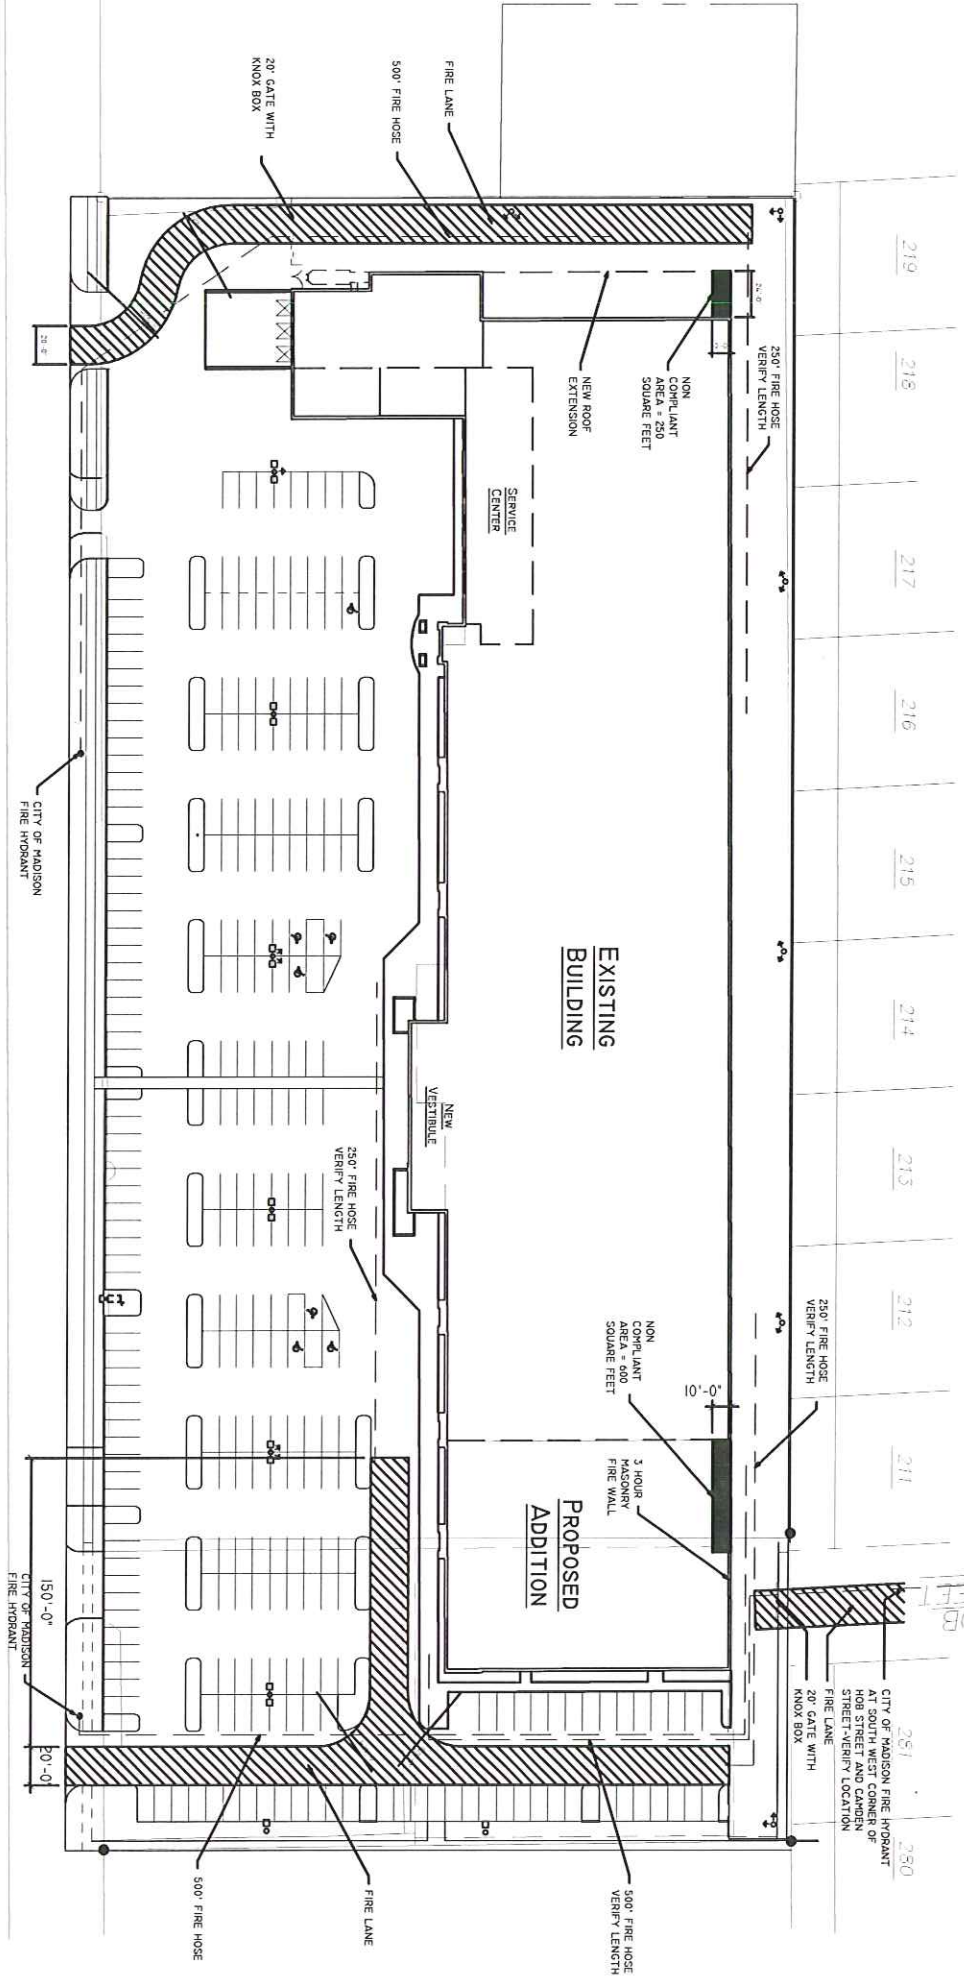 219
218
217
216
215
214
213
212
211
281
280
FIRE LANE
500' FIRE HOSE
20' GATE WITH
KNOX BOX
250' FIRE HOSE
VERIFY LENGTH
NON
COMPLIANT
AREA = 250
SQUARE FEET
NEW ROOF
EXTENSION
SERVICE
CENTER
20'-0"
CITY OF MADISON
FIRE HYDRANT
EXISTING
BUILDING
NEW
VESTIBULE
250' FIRE HOSE
VERIFY LENGTH
250' FIRE HOSE
VERIFY LENGTH
NON
COMPLIANT
AREA = 600
SQUARE FEET
10'-0"
3 HOUR
MASONRY
FIRE WALL
PROPOSED
ADDITION
CITY OF MADISON FIRE HYDRANT
AT SOUTH WEST CORNER OF
HOB STREET AND CAMDEN
STREET-VERIFY LOCATION
FIRE LANE
20' GATE WITH
KNOX BOX
150'-0"
20'-0"
CITY OF MADISON
FIRE HYDRANT
500' FIRE HOSE
VERIFY LENGTH
FIRE LANE
500' FIRE HOSE